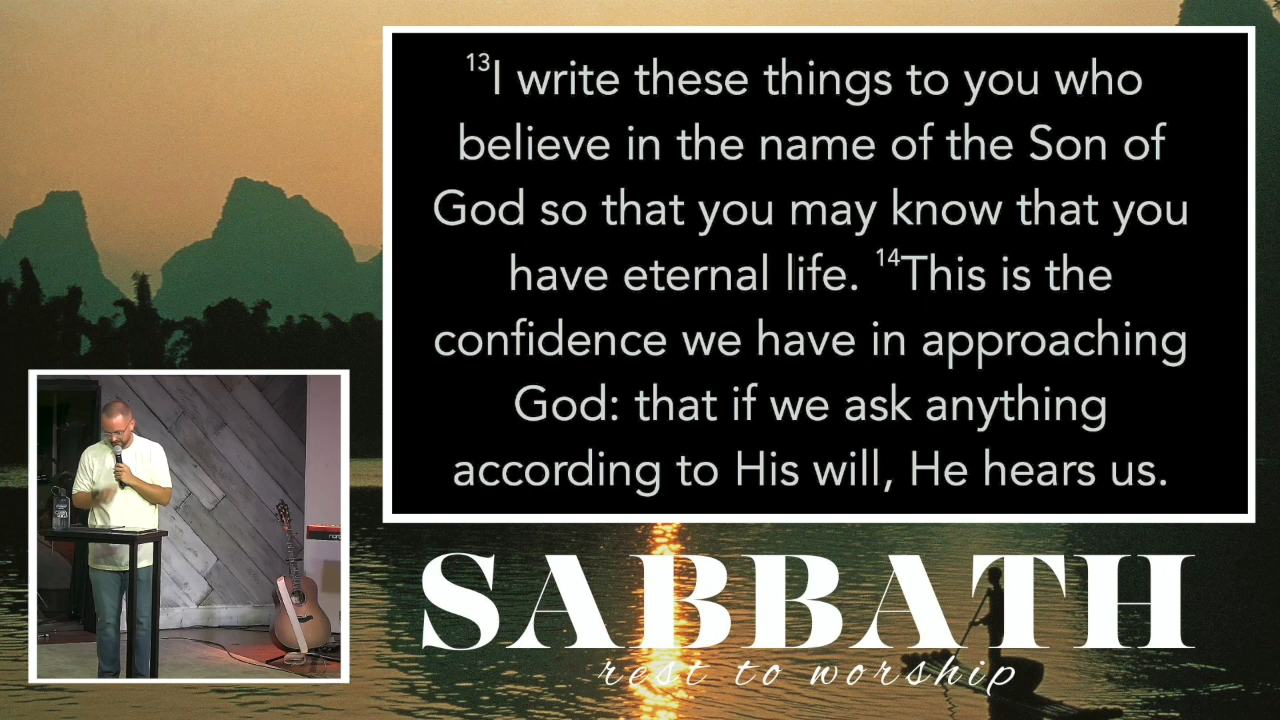 ¹³I write these things to you who
believe in the name of the Son of
God so that you may know that you
have eternal life. ¹⁴This is the
confidence we have in approaching
God: that if we ask anything
according to His will, He hears us.
SABBATH
rest to worship